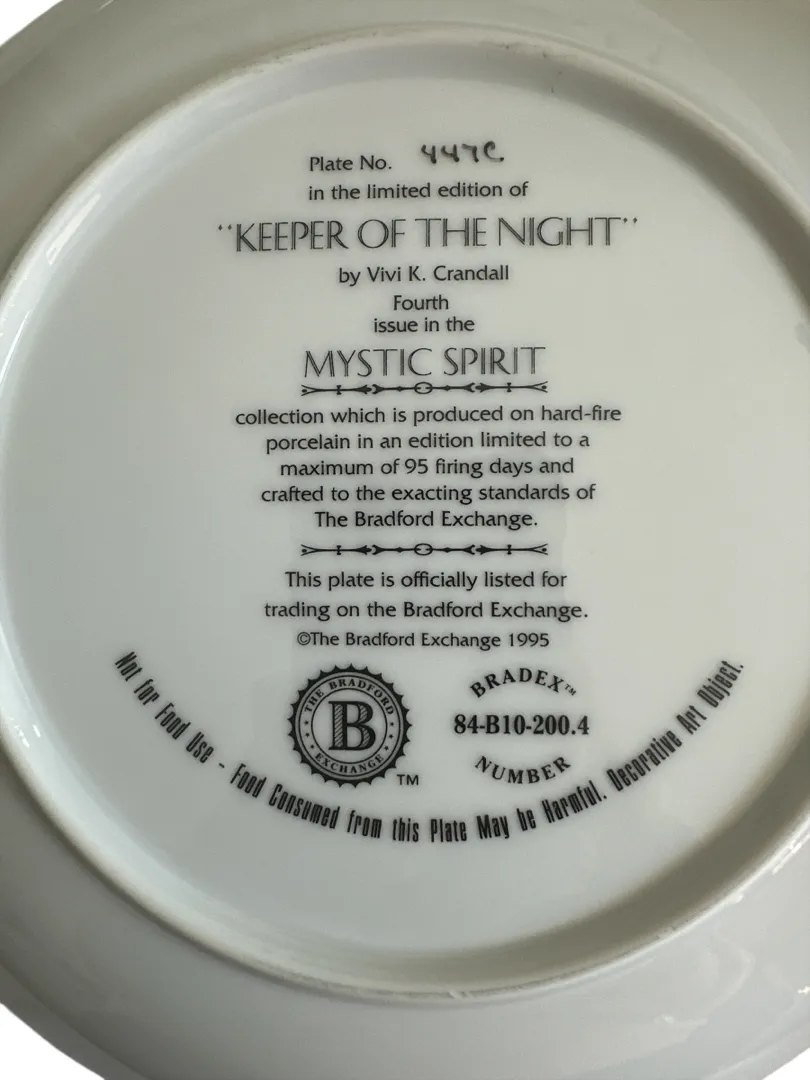 Plate No. 447C
in the limited edition of
"KEEPER OF THE NIGHT"
by Vivi K. Crandall
Fourth
issue in the
MYSTIC SPIRIT
collection which is produced on hard-fire
porcelain in an edition limited to a
maximum of 95 firing days and
crafted to the exacting standards of
The Bradford Exchange.
This plate is officially listed for
trading on the Bradford Exchange.
©The Bradford Exchange 1995
THE BRADFORD
B
EXCHANGE
TM
BRADEX™
84-B10-200.4
NUMBER
Not for Food Use - Food Consumed from this Plate May be Harmful. Decorative Art Object.